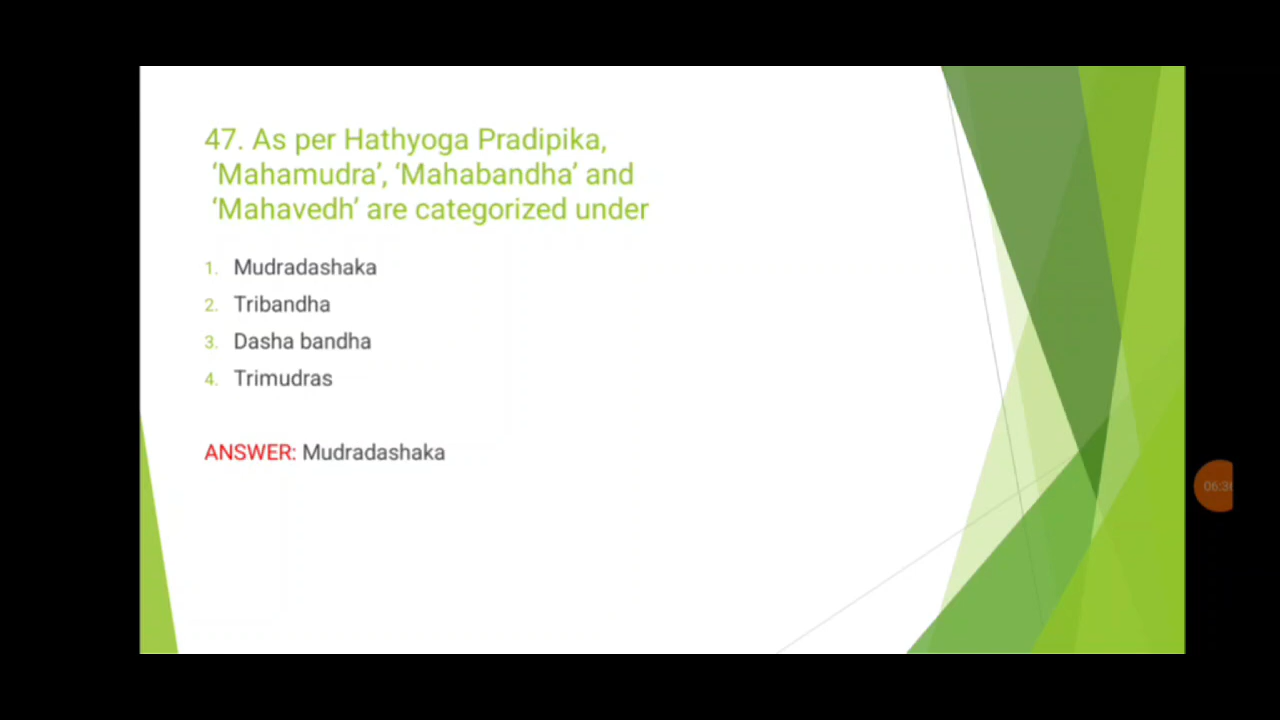 47. As per Hathyoga Pradipika,
‘Mahamudra’, ‘Mahabandha’ and
‘Mahavedh’ are categorized under
1. Mudradashaka
2. Tribandha
3. Dasha bandha
4. Trimudras
ANSWER: Mudradashaka